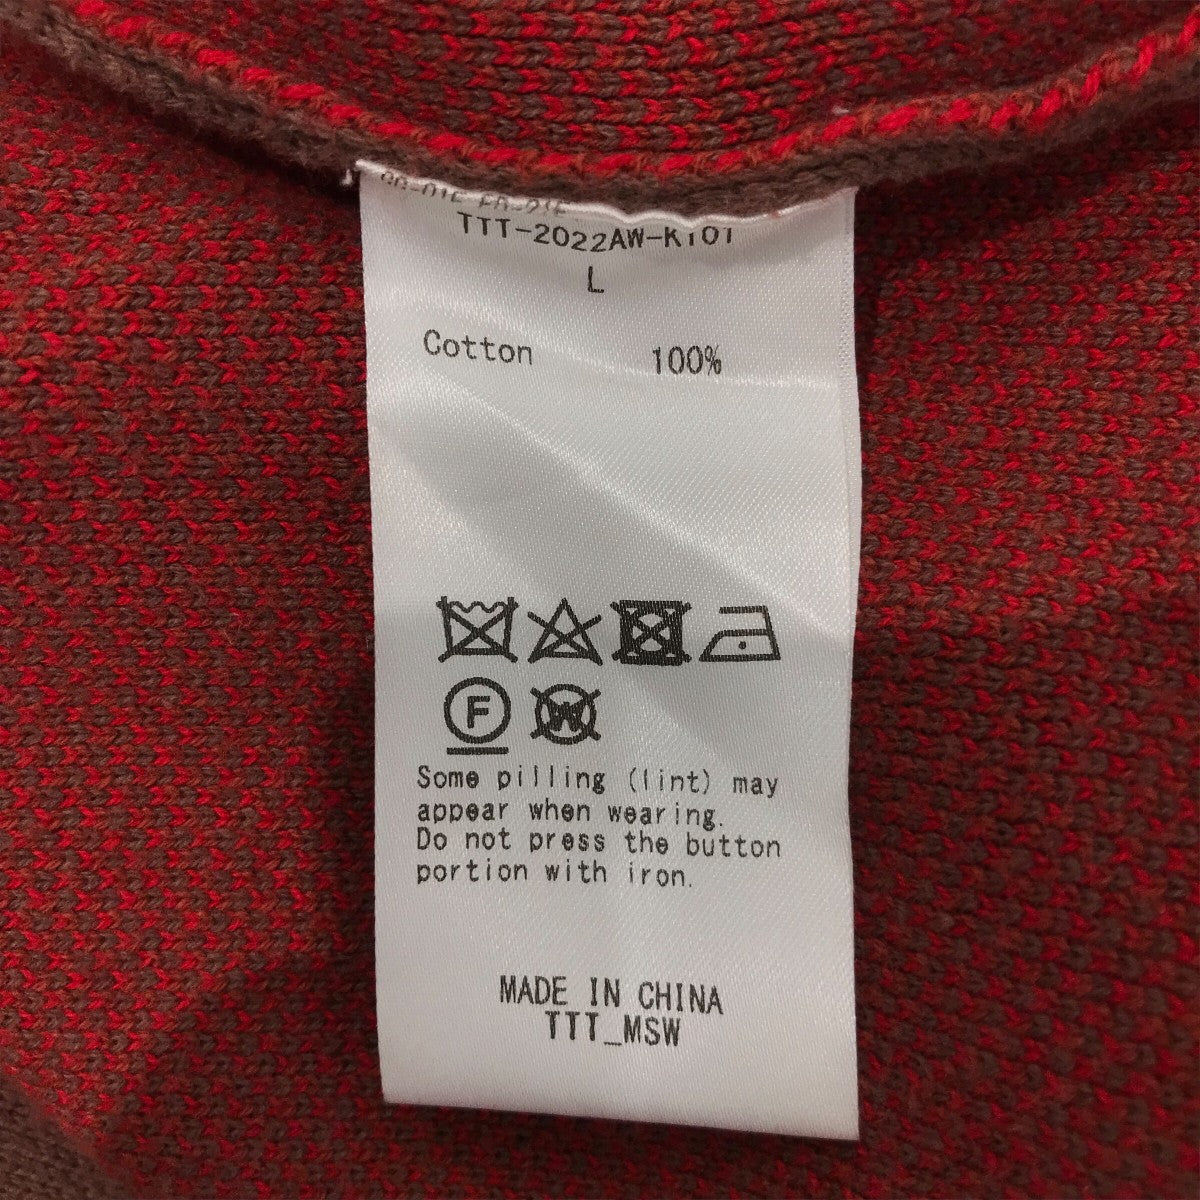 TTT-2022AW-K101
L
Cotton 100%
F
W
Some pilling (lint) may
appear when wearing.
Do not press the button
portion with iron.
MADE IN CHINA
TTT_MSW